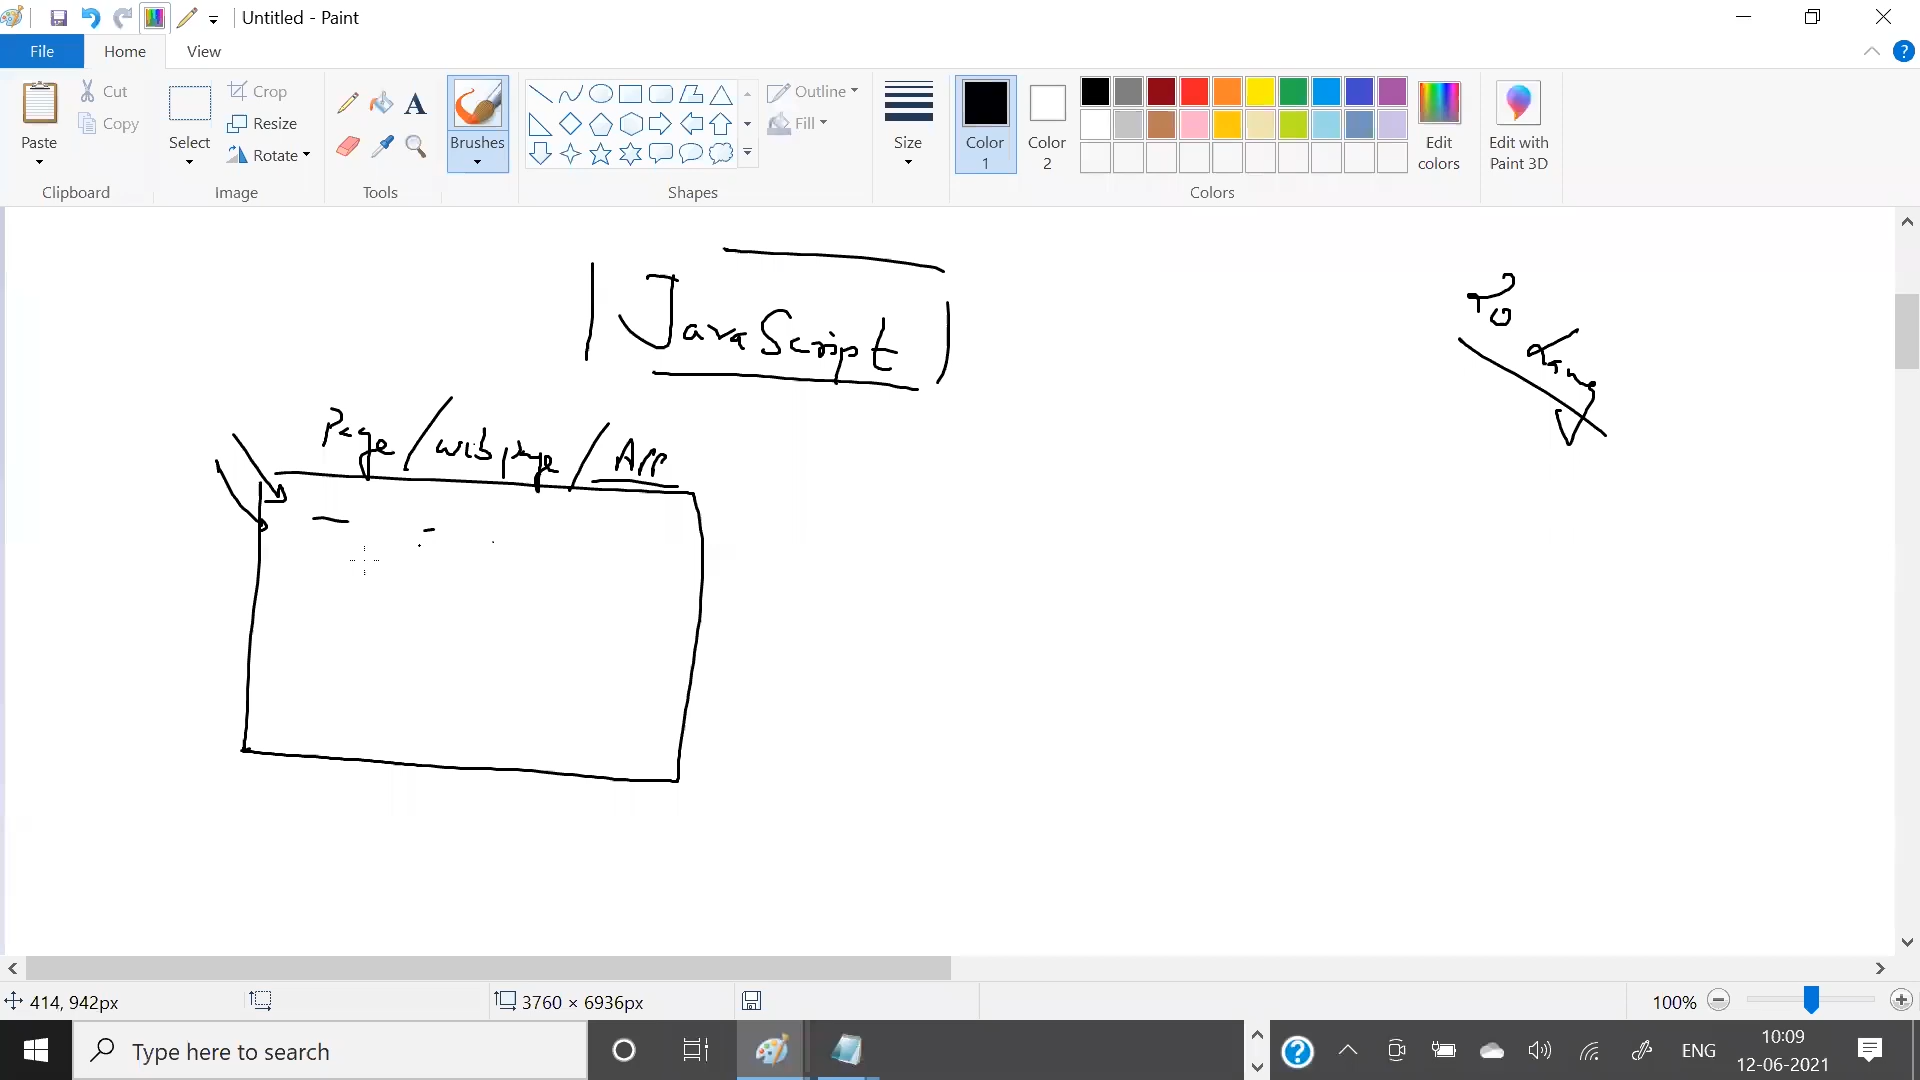 Untitled - Paint
File Home View
Paste
Cut
Copy
Clipboard
Select
Crop
Resize
Rotate
Image
A
Tools
Brushes
Shapes
Outline
Fill
Size
Color
1
Color
2
Edit
colors
Colors
Edit with
Paint 3D
JavaScript
Page / web page / App
414, 942px
3760 × 6936px
100%
Type here to search
ENG
10:09
12-06-2021